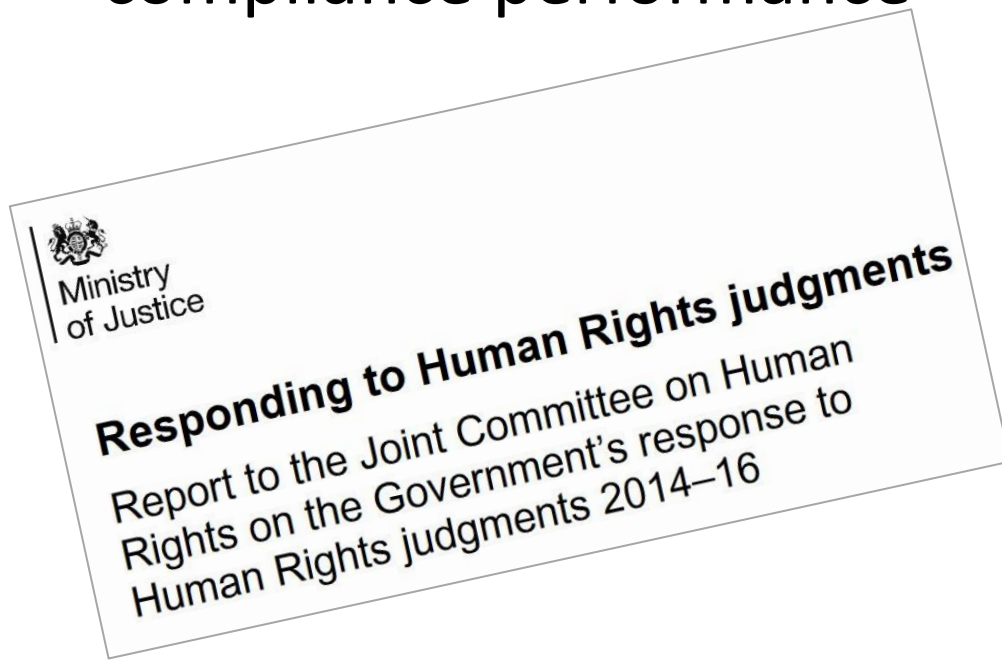 compliance performance
Ministry
of Justice
Responding to Human Rights judgments
Report to the Joint Committee on Human
Rights on the Government’s response to
Human Rights judgments 2014–16